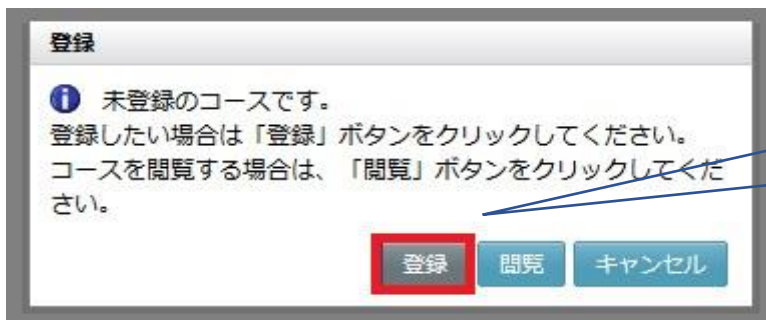 登録
未登録のコースです。
登録したい場合は「登録」ボタンをクリックしてください。
コースを閲覧する場合は、「閲覧」ボタンをクリックしてくだ
さい。
登録 閲覧 キャンセル